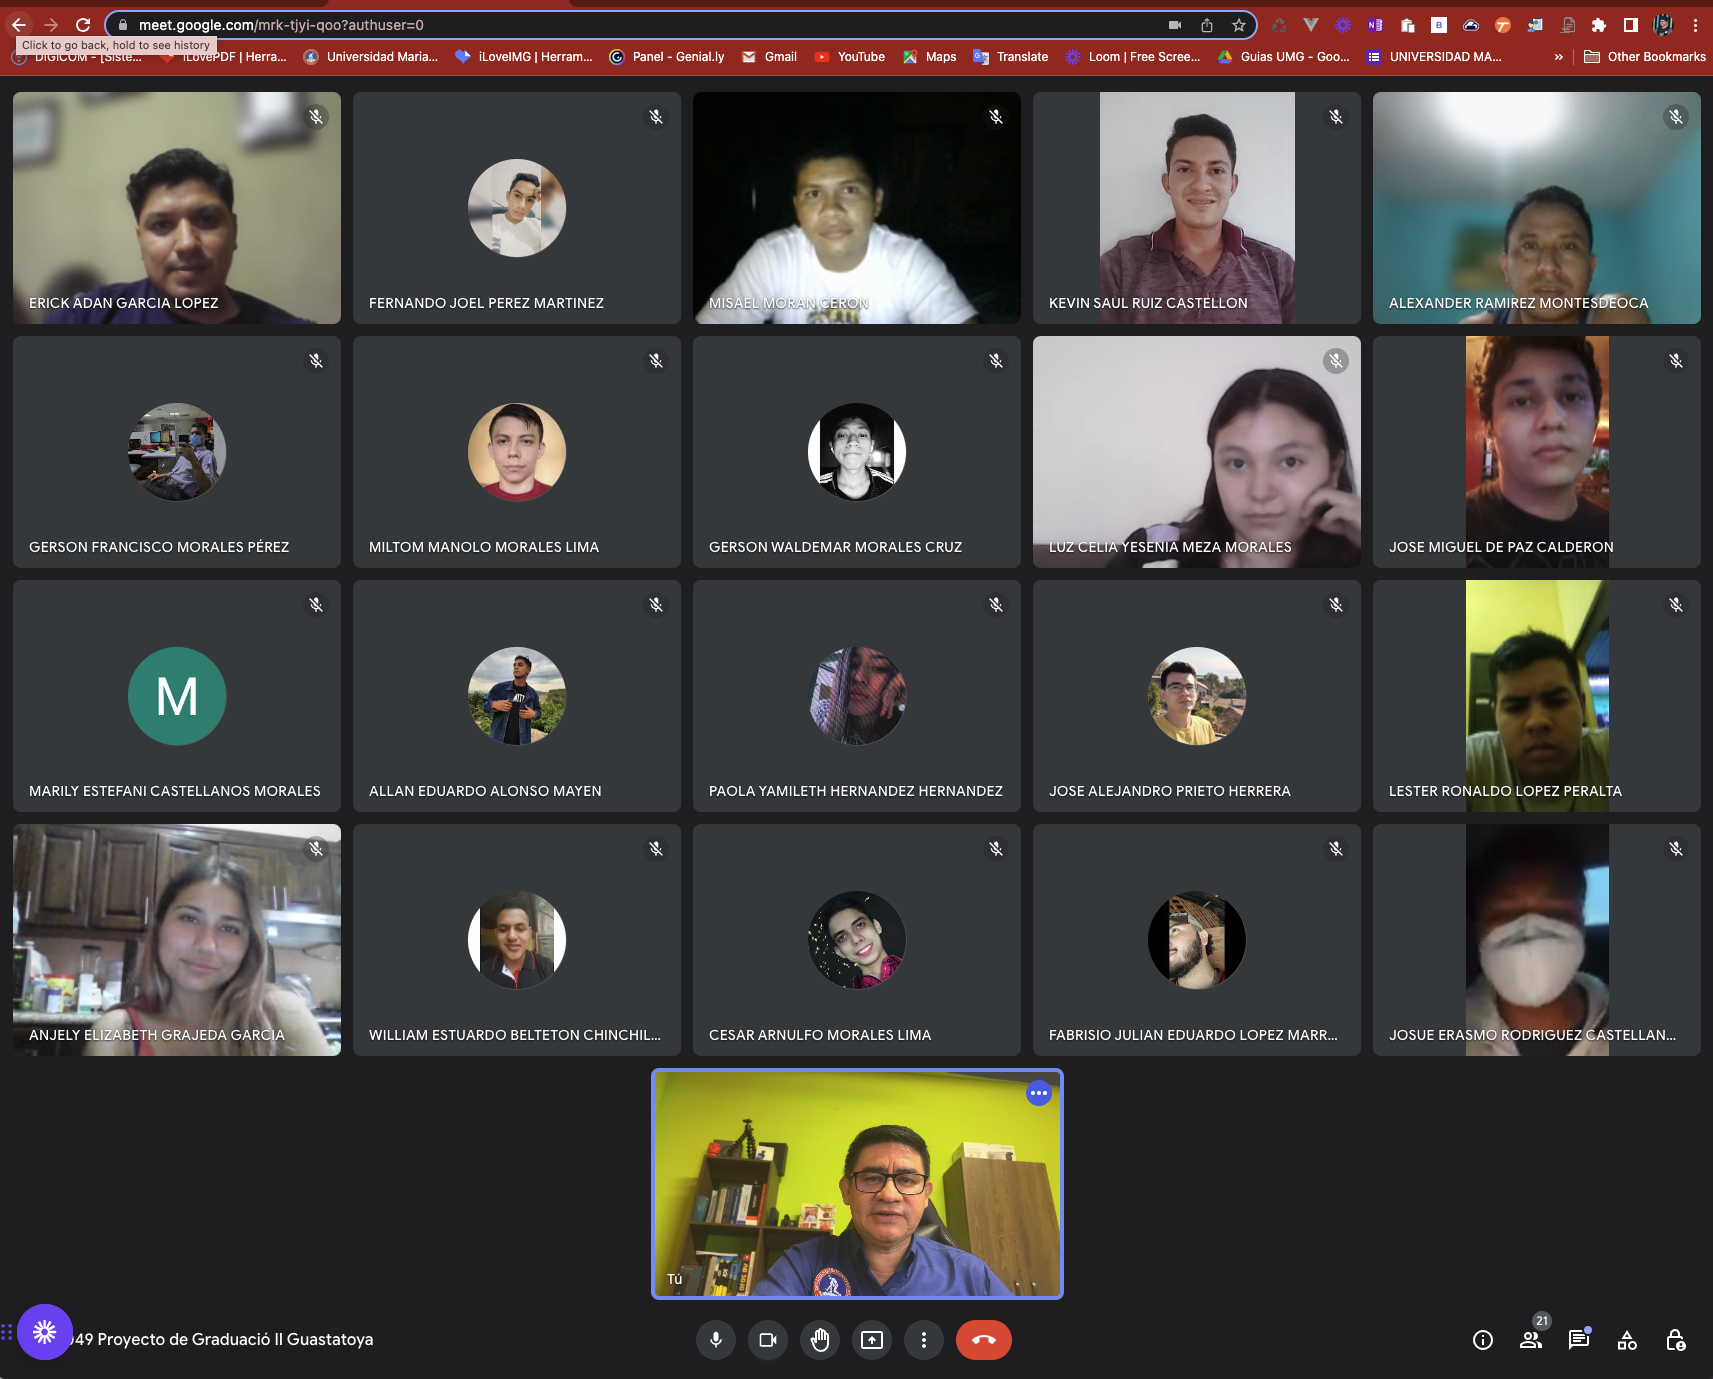 meet.google.com/mrk-tjyi-qoo?authuser=0
Click to go back, hold to see history
DIGICOM - [Siste...
iLovePDF | Herra...
Universidad Maria...
iLoveIMG | Herram...
Panel - Genial.ly
Gmail
YouTube
Maps
Translate
Loom | Free Scree...
Guias UMG - Goo...
UNIVERSIDAD MA...
»
Other Bookmarks
ERICK ADAN GARCIA LOPEZ
FERNANDO JOEL PEREZ MARTINEZ
MISAEL MORAN CERON
KEVIN SAUL RUIZ CASTELLON
ALEXANDER RAMIREZ MONTESDEOCA
GERSON FRANCISCO MORALES PÉREZ
MILTOM MANOLO MORALES LIMA
GERSON WALDEMAR MORALES CRUZ
LUZ CELIA YESENIA MEZA MORALES
JOSE MIGUEL DE PAZ CALDERON
M
MARILY ESTEFANI CASTELLANOS MORALES
ALLAN EDUARDO ALONSO MAYEN
PAOLA YAMILETH HERNANDEZ HERNANDEZ
JOSE ALEJANDRO PRIETO HERRERA
LESTER RONALDO LOPEZ PERALTA
ANJELY ELIZABETH GRAJEDA GARCIA
WILLIAM ESTUARDO BELTETON CHINCHIL...
CESAR ARNULFO MORALES LIMA
FABRISIO JULIAN EDUARDO LOPEZ MARR...
JOSUE ERASMO RODRIGUEZ CASTELLAN...
Tú
49 Proyecto de Graduació II Guastatoya
21